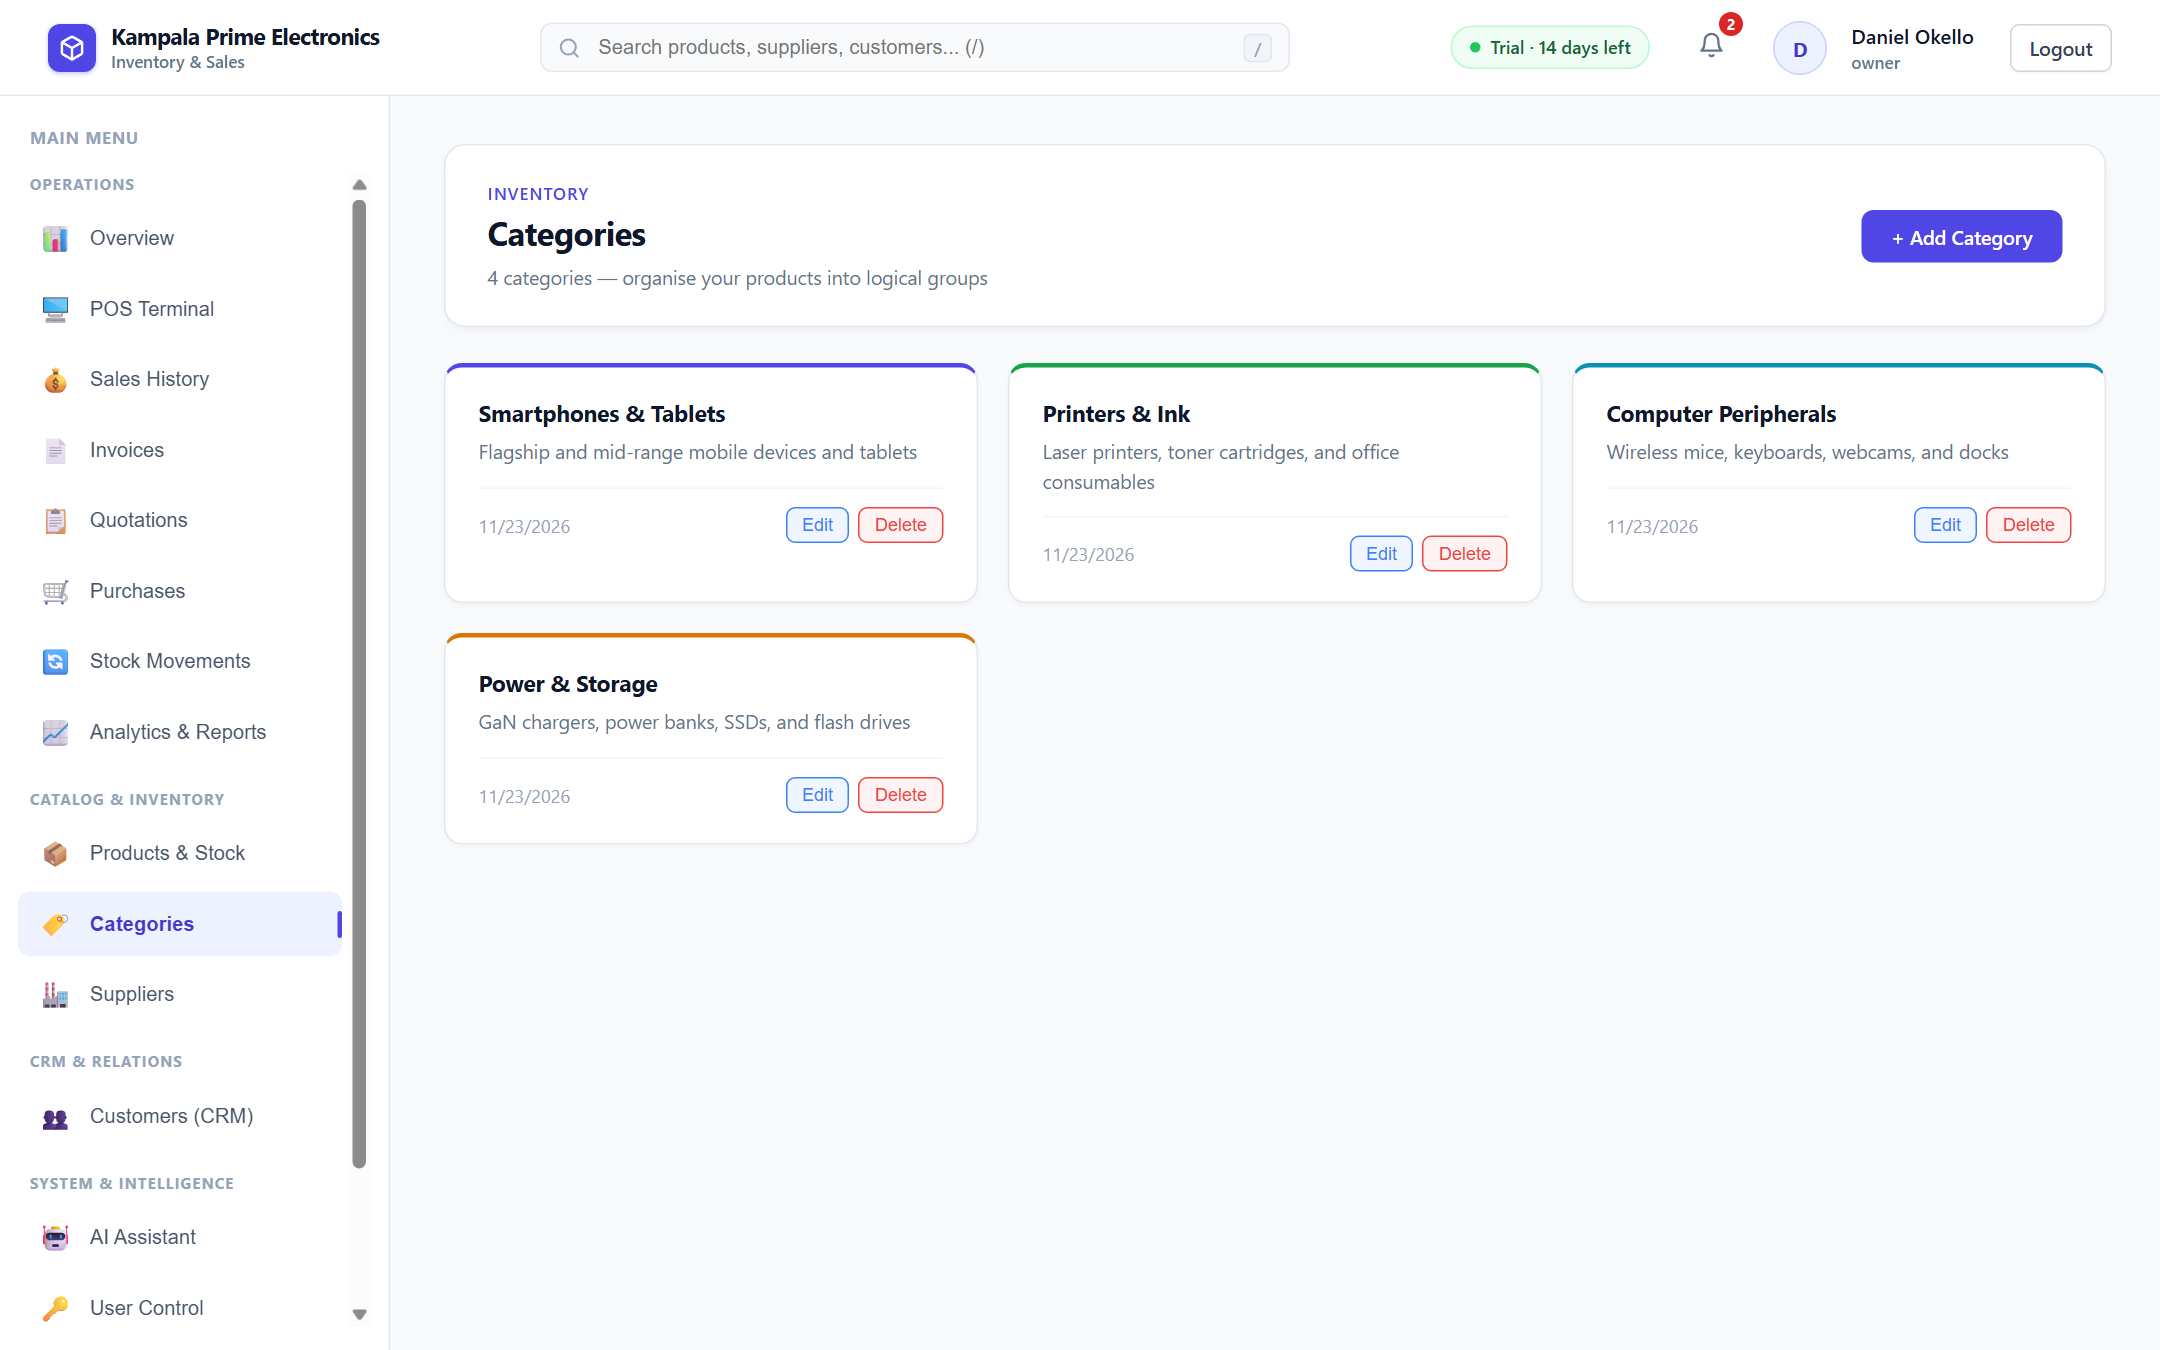 Kampala Prime Electronics
Inventory & Sales
Search products, suppliers, customers... (/)
/
Trial · 14 days left
2
D
Daniel Okello
owner
Logout
MAIN MENU
OPERATIONS
Overview
POS Terminal
Sales History
Invoices
Quotations
Purchases
Stock Movements
Analytics & Reports
CATALOG & INVENTORY
Products & Stock
Categories
Suppliers
CRM & RELATIONS
Customers (CRM)
SYSTEM & INTELLIGENCE
AI Assistant
User Control
INVENTORY
Categories
4 categories — organise your products into logical groups
+ Add Category
Smartphones & Tablets
Flagship and mid-range mobile devices and tablets
11/23/2026
Edit
Delete
Printers & Ink
Laser printers, toner cartridges, and office
consumables
11/23/2026
Edit
Delete
Computer Peripherals
Wireless mice, keyboards, webcams, and docks
11/23/2026
Edit
Delete
Power & Storage
GaN chargers, power banks, SSDs, and flash drives
11/23/2026
Edit
Delete